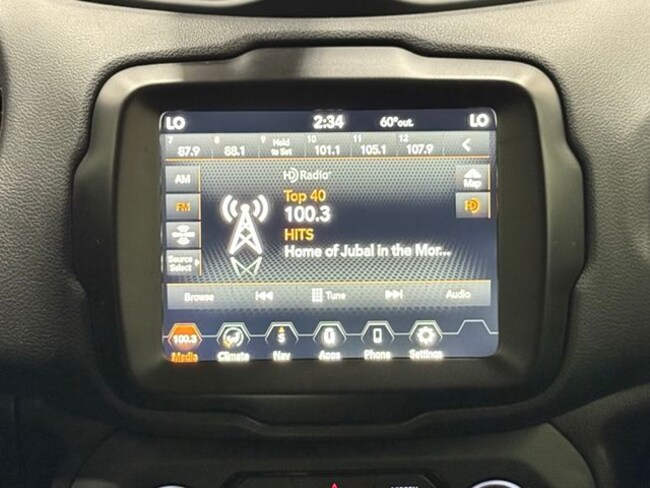 LO 2:34 60°out. LO
7 87.9 8 88.1 9 Hold to Set 10 101.1 11 105.1 12 107.9
AM
HD Radio
Map
Top 40
FM
100.3
HD
HITS
Home of Jubal in the Mor...
Source
Select
Browse Tune Audio
100.3 S
Media Climate Nav Apps Phone Settings